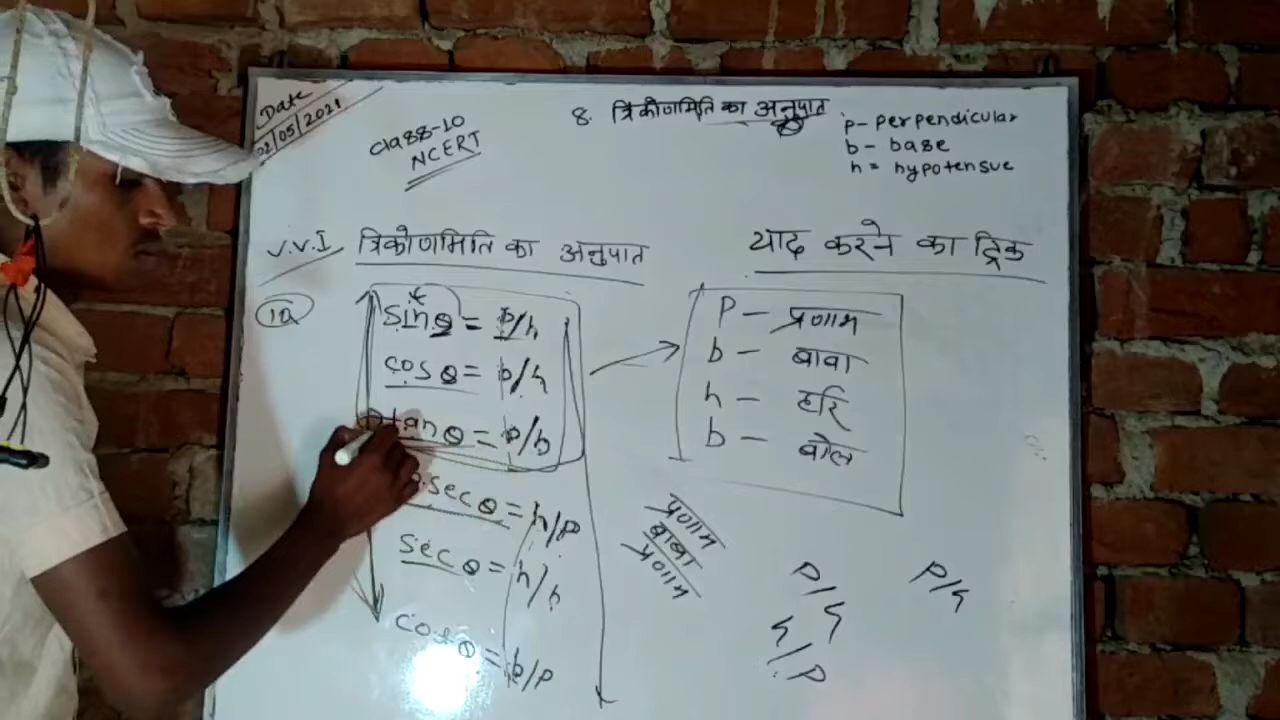 Date
02/05/2021
Class-10
NCERT
8. त्रिकोणमिति का अनुपात
p- perpendicular
b- base
h = hypotensue
V.V.I त्रिकोणमिति का अनुपात
याद करने का ट्रिक
10
sinθ = p/h
cosθ = b/h
tanθ = p/b
cosecθ = h/p
secθ = h/b
cotθ = b/p
P - प्रणाम
b - बाबा
h - हरि
b - बोल
प्रणाम
बाबा
प्रणाम
P/h
h/P
P/h